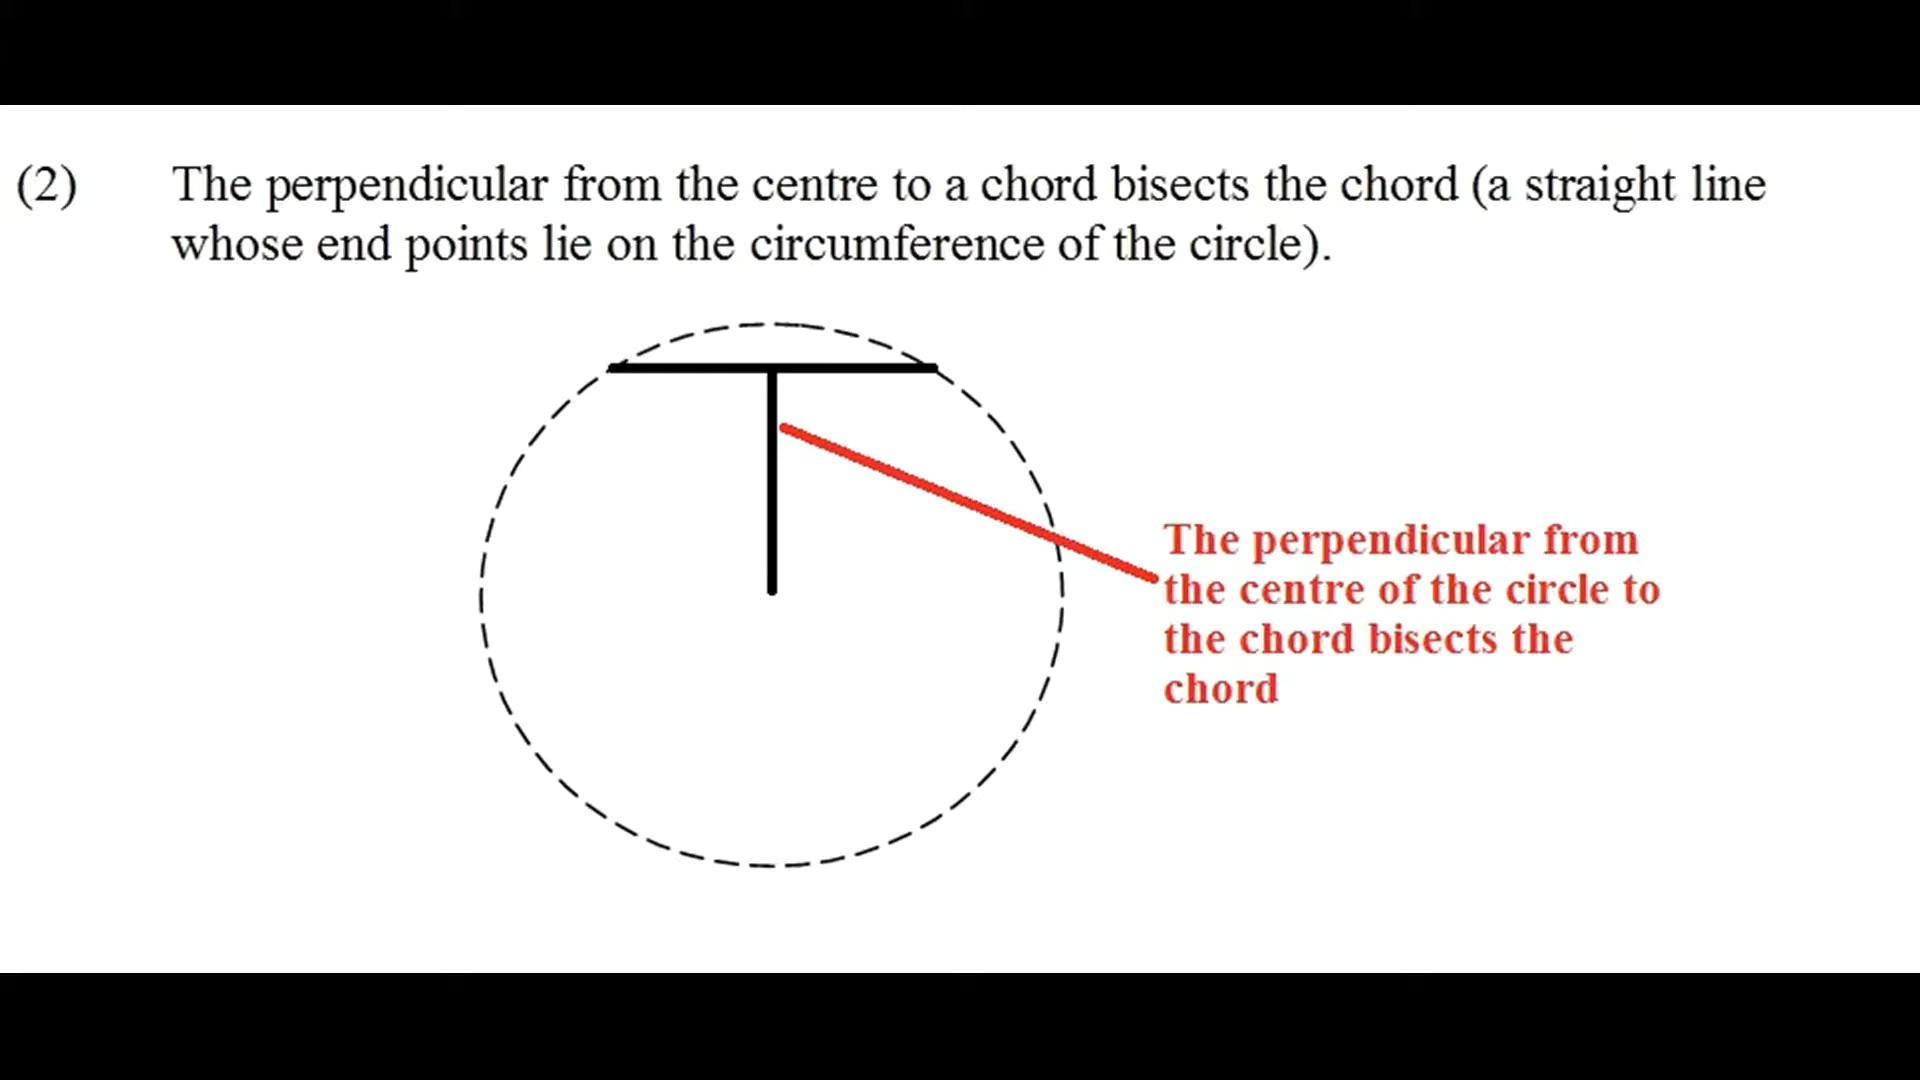 (2) The perpendicular from the centre to a chord bisects the chord (a straight line
whose end points lie on the circumference of the circle).
The perpendicular from
the centre of the circle to
the chord bisects the
chord